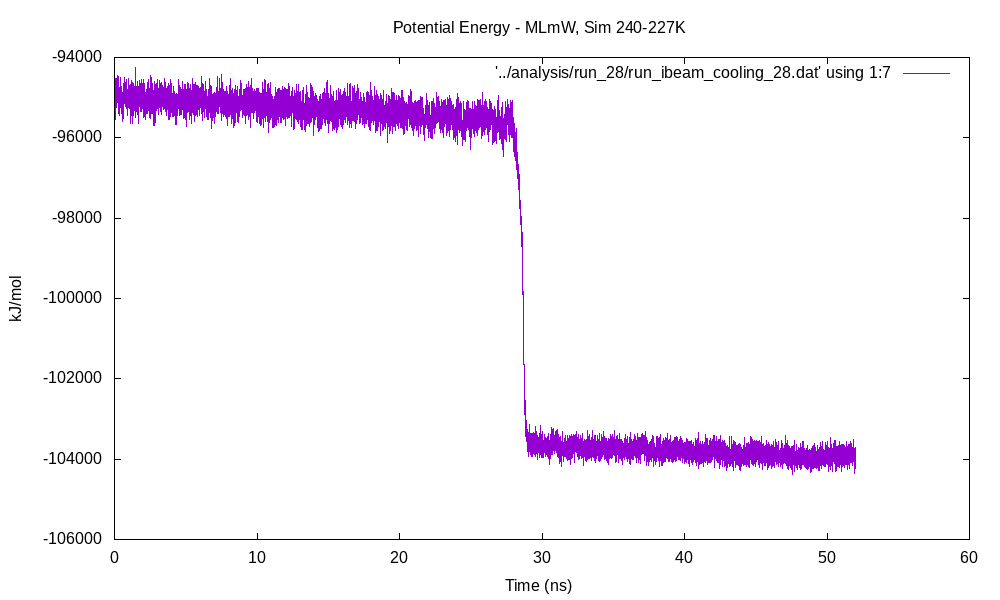 Potential Energy - MLmW, Sim 240-227K
'../analysis/run_28/run_ibeam_cooling_28.dat' using 1:7
-94000
-96000
-98000
-100000
-102000
-104000
-106000
kJ/mol
0 10 20 30 40 50 60
Time (ns)